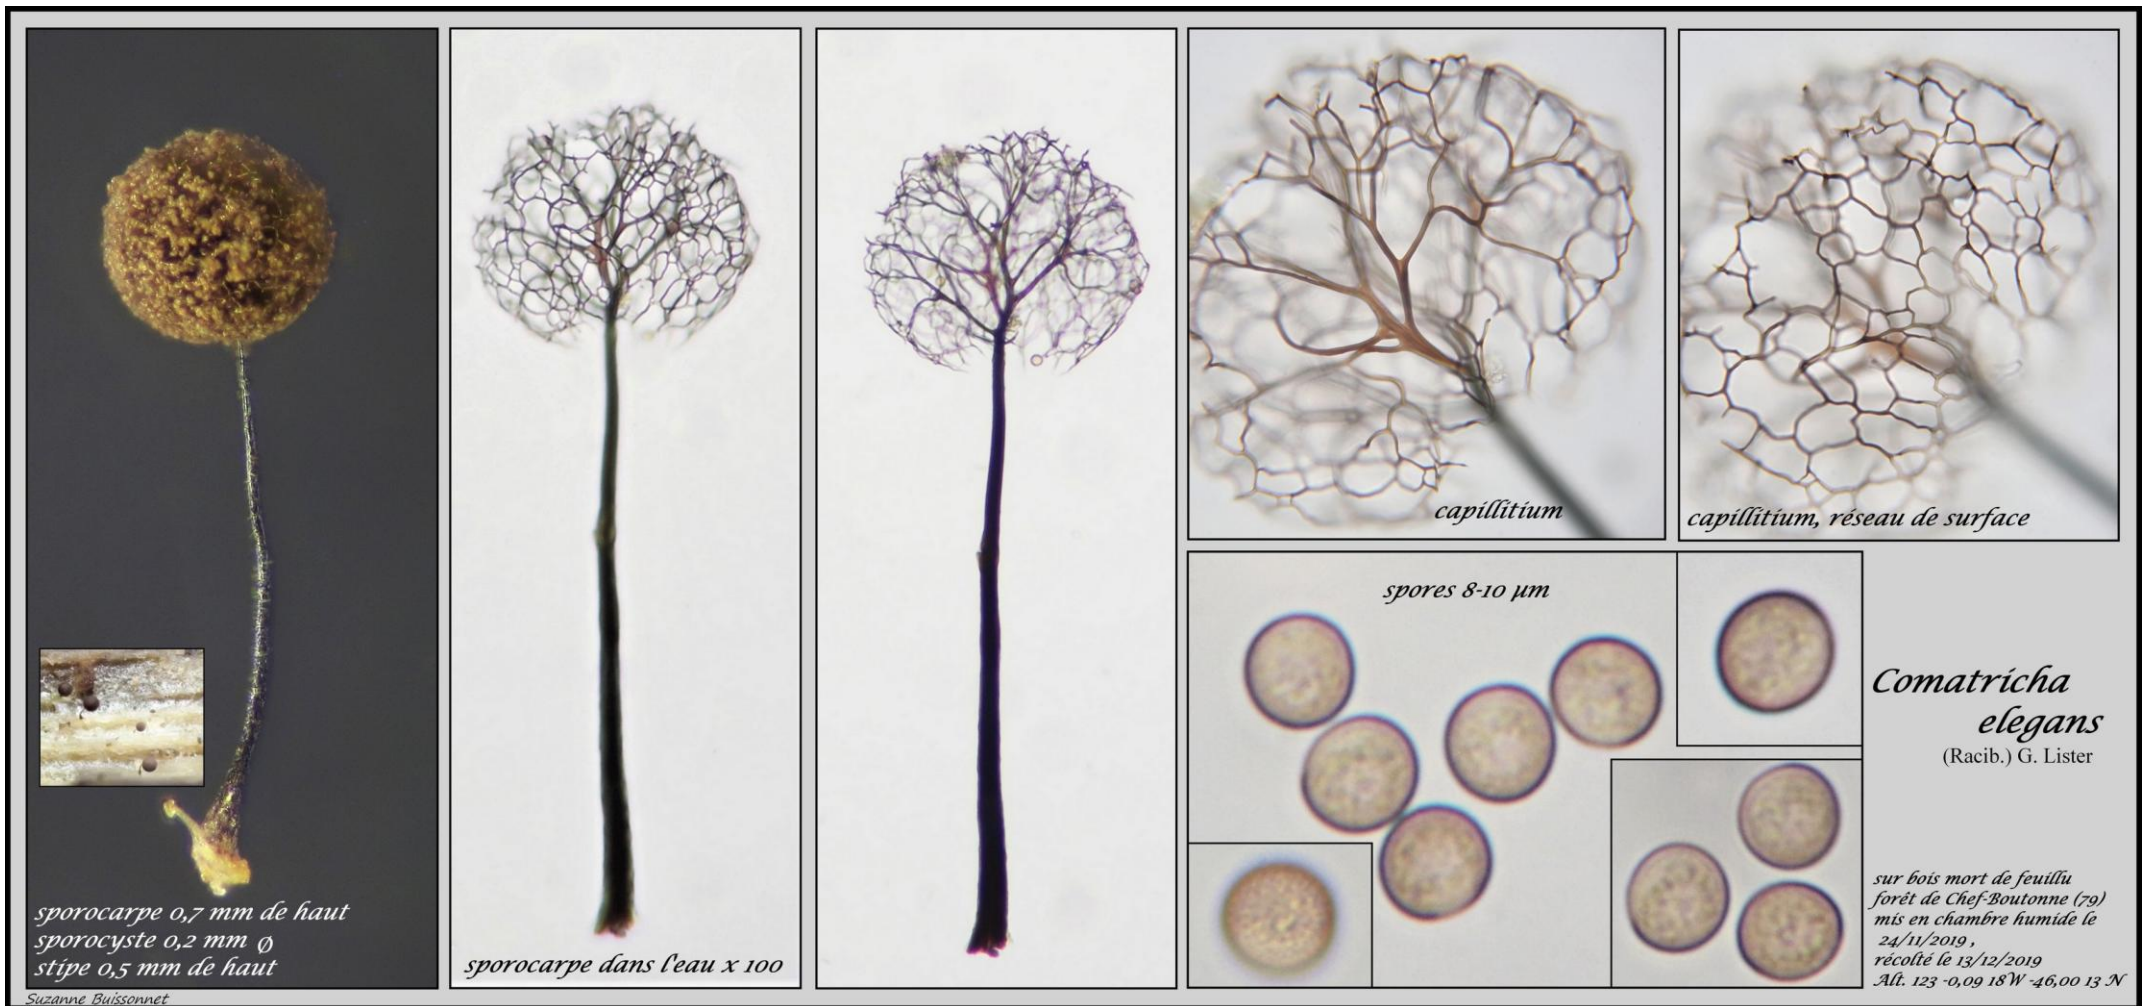 sporocarpe 0,7 mm de haut
sporocyste 0,2 mm ø
stipe 0,5 mm de haut
Suzanne Buissonnet
sporocarpe dans l'eau x 100
capillitium
capillitium, réseau de surface
spores 8-10 µm
Comatricha
elegans
(Racib.) G. Lister
sur bois mort de feuillu
forêt de Chef-Boutonne (79)
mis en chambre humide le
24/11/2019 ,
récolté le 13/12/2019
Alt. 123 -0,09 18W -46,00 13 N